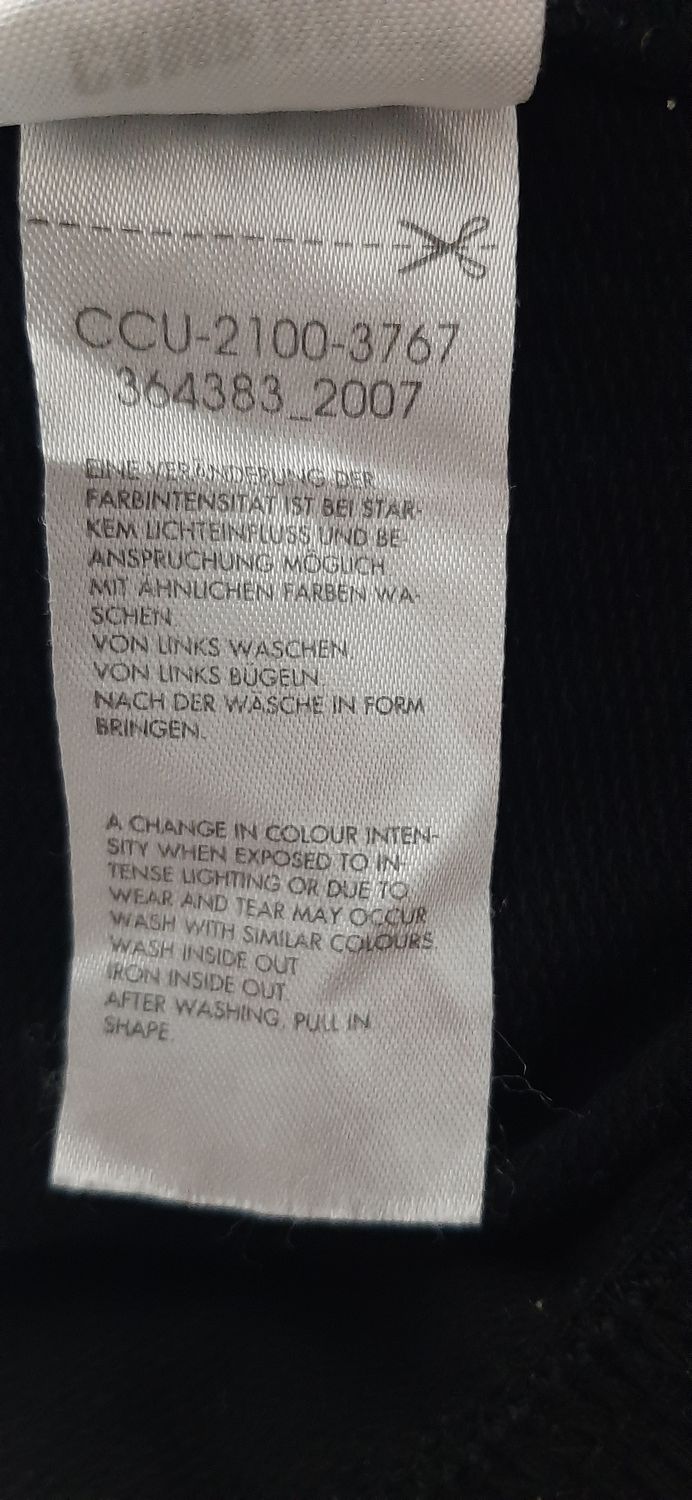 CCU-2100-3767
364383_2007
EINE VERÄNDERUNG DER
FARBINTENSITÄT IST BEI STAR-
KEM LICHTEINFLUSS UND BE-
ANSPRUCHUNG MÖGLICH
MIT ÄHNLICHEN FARBEN WA-
SCHEN
VON LINKS WASCHEN.
VON LINKS BÜGELN.
NACH DER WÄSCHE IN FORM
BRINGEN.
A CHANGE IN COLOUR INTEN-
SITY WHEN EXPOSED TO IN-
TENSE LIGHTING OR DUE TO
WEAR AND TEAR MAY OCCUR
WASH WITH SIMILAR COLOURS.
WASH INSIDE OUT
IRON INSIDE OUT
AFTER WASHING, PULL IN
SHAPE.